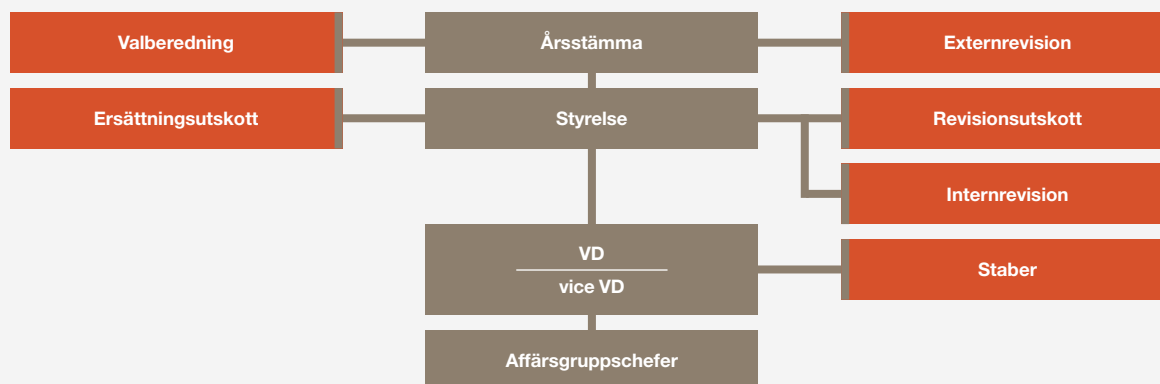 Valberedning
Årsstämma
Externrevision
Ersättningsutskott
Styrelse
Revisionsutskott
Internrevision
VD
vice VD
Staber
Affärsgruppschefer